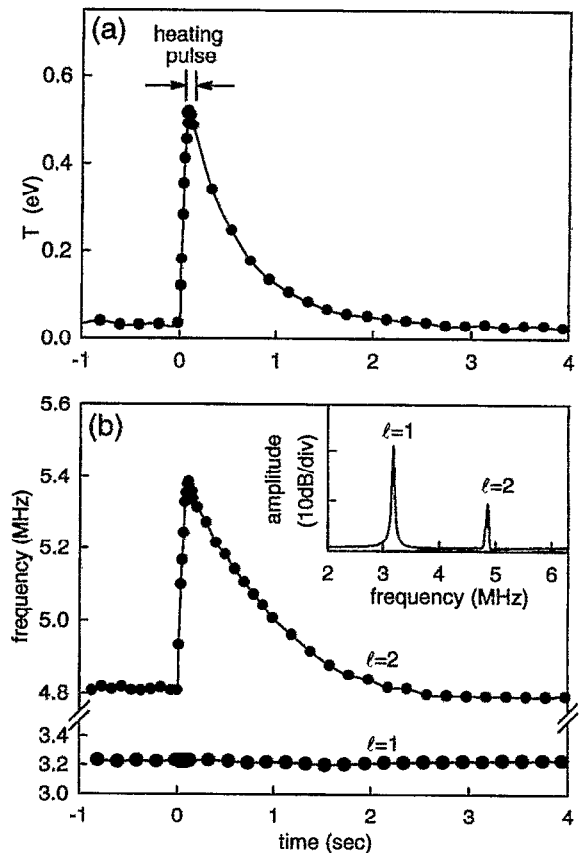 (a)
heating
pulse
0.6
0.4
0.2
0.0
T (eV)
-1 0 1 2 3 4
(b)
5.6
5.4
5.2
5.0
4.8
3.2
3.0
frequency (MHz)
ℓ=1
ℓ=2
amplitude
(10dB/div)
2 3 4 5 6
frequency (MHz)
ℓ=2
ℓ=1
-1 0 1 2 3 4
time (sec)